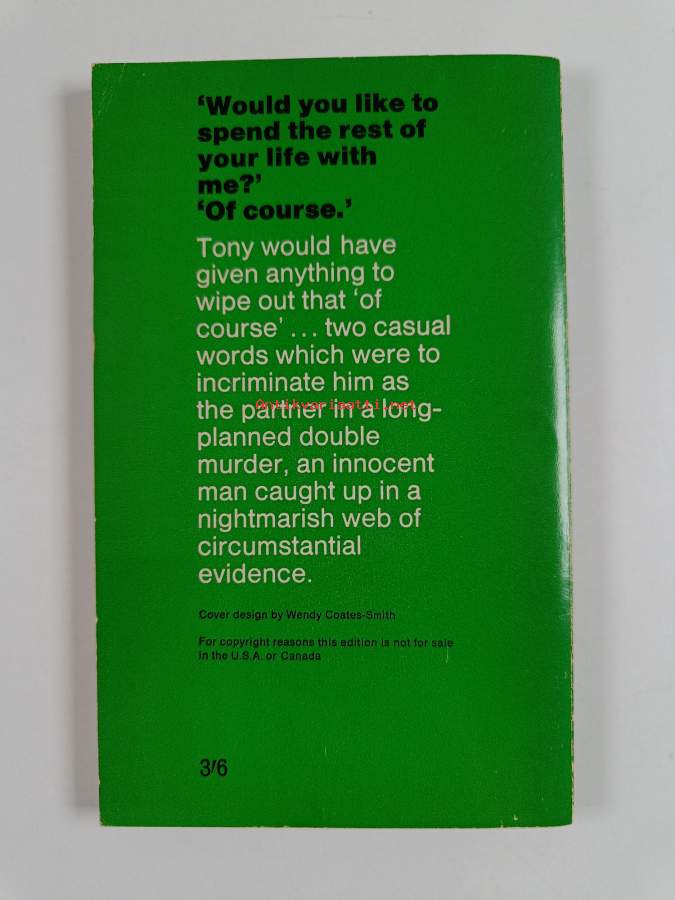 ‘Would you like to
spend the rest of
your life with
me?’
‘Of course.’
Tony would have
given anything to
wipe out that ‘of
course’ ... two casual
words which were to
incriminate him as
the partner in a long-
Antikvariaatti.net
planned double
murder, an innocent
man caught up in a
nightmarish web of
circumstantial
evidence.
Cover design by Wendy Coates-Smith
For copyright reasons this edition is not for sale
in the U.S.A. or Canada
3/6